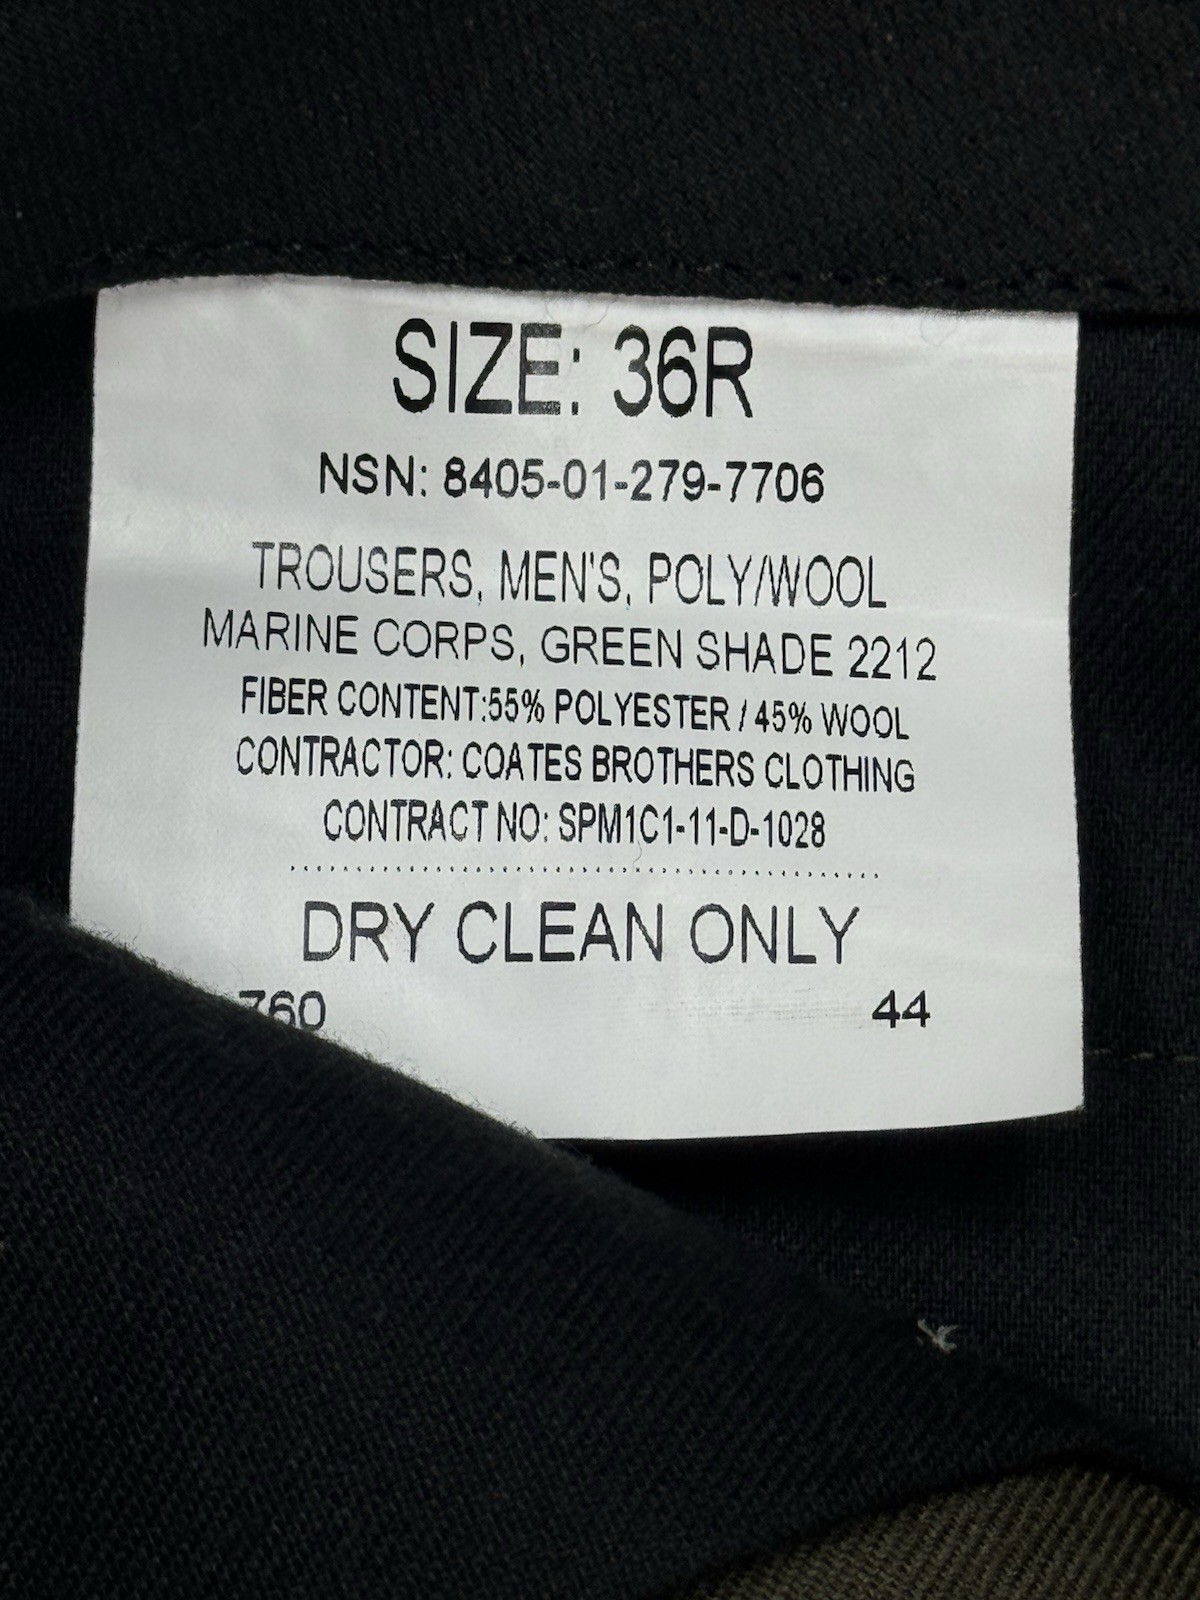 SIZE: 36R
NSN: 8405-01-279-7706
TROUSERS, MEN'S, POLY/WOOL
MARINE CORPS, GREEN SHADE 2212
FIBER CONTENT:55% POLYESTER / 45% WOOL
CONTRACTOR: COATES BROTHERS CLOTHING
CONTRACT NO: SPM1C1-11-D-1028
DRY CLEAN ONLY
760 44